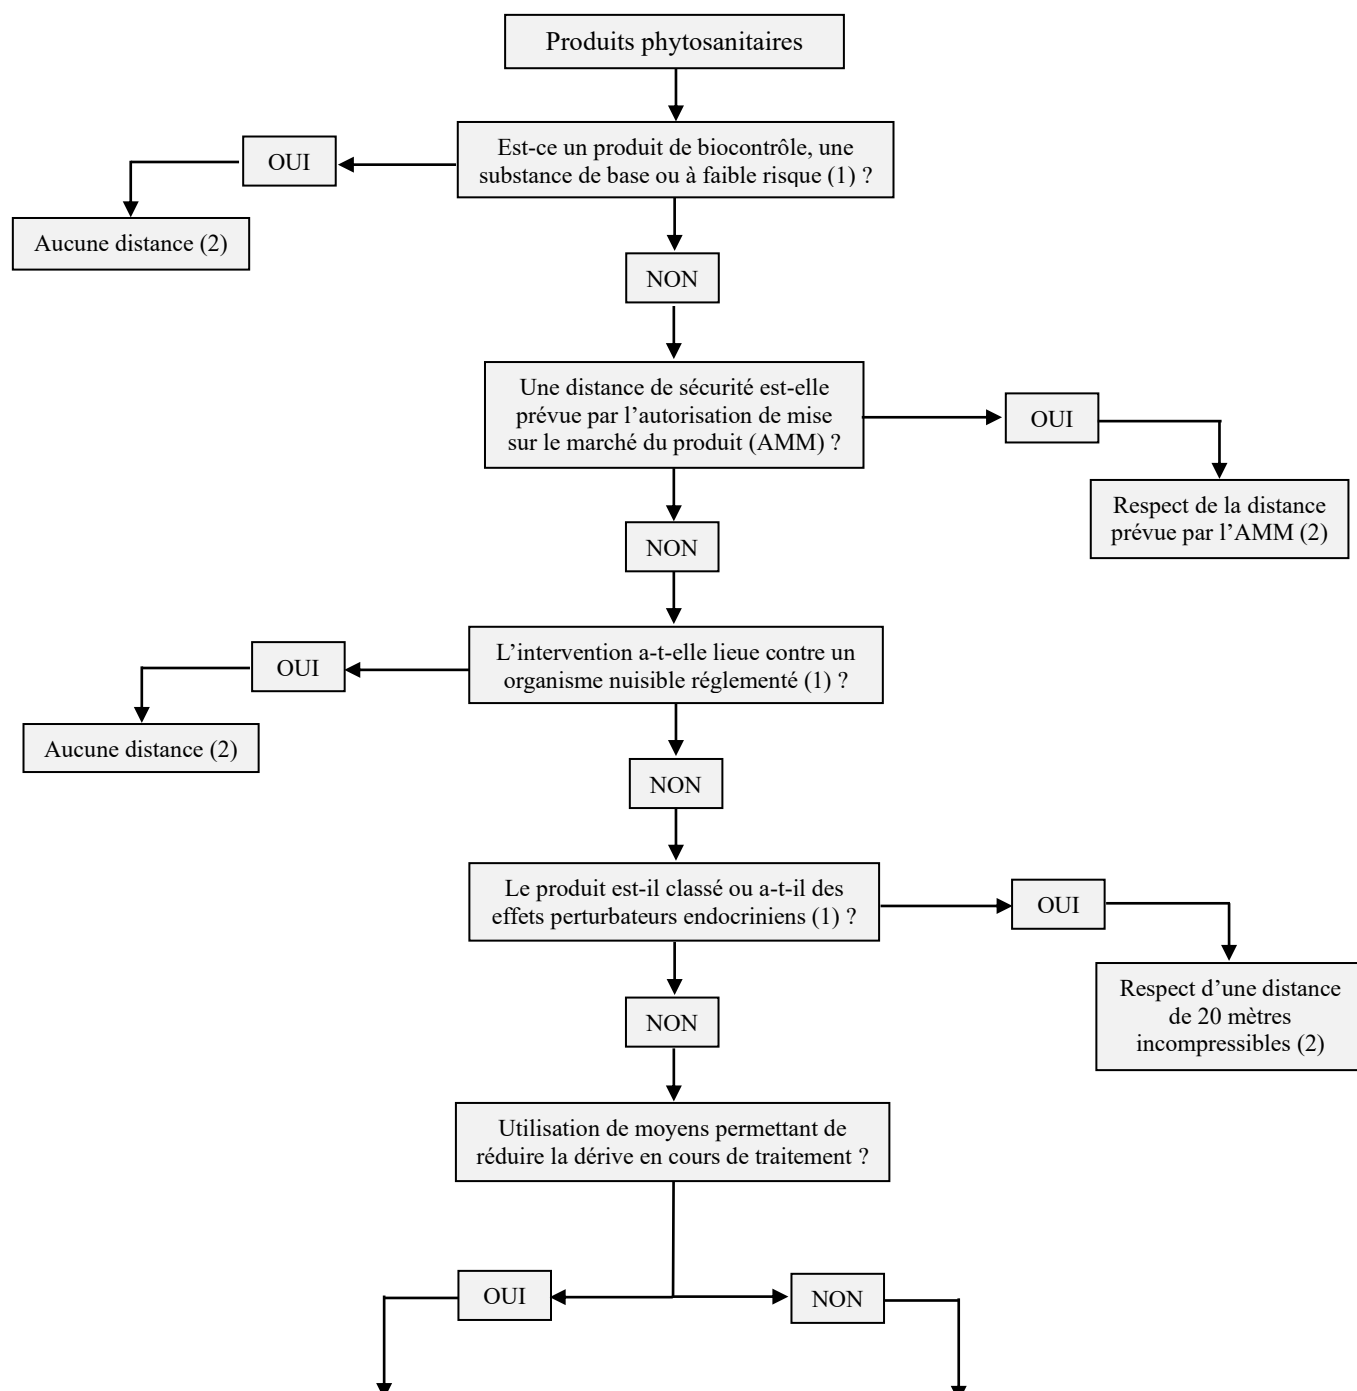 Produits phytosanitaires
Est-ce un produit de biocontrôle, une
substance de base ou à faible risque (1) ?
OUI
Aucune distance (2)
NON
Une distance de sécurité est-elle
prévue par l’autorisation de mise
sur le marché du produit (AMM) ?
OUI
Respect de la distance
prévue par l’AMM (2)
NON
L’intervention a-t-elle lieue contre un
organisme nuisible réglementé (1) ?
OUI
Aucune distance (2)
NON
Le produit est-il classé ou a-t-il des
effets perturbateurs endocriniens (1) ?
OUI
Respect d’une distance
de 20 mètres
incompressibles (2)
NON
Utilisation de moyens permettant de
réduire la dérive en cours de traitement ?
OUI
NON